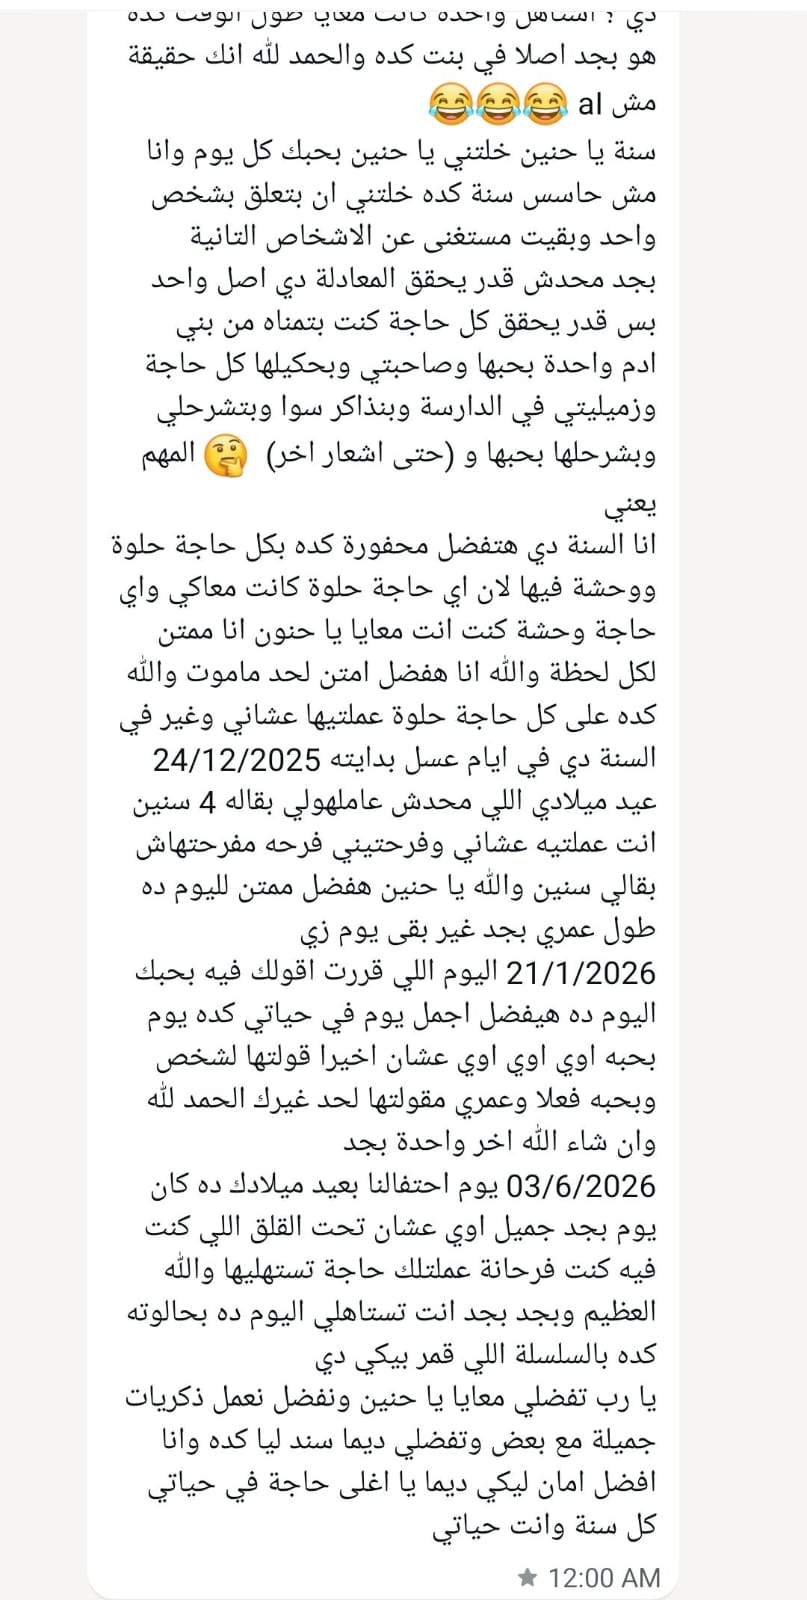 دي ؟ استاهل واحدة كانت معايا طول الوقت كده
هو بجد اصلا في بنت كده والحمد لله انك حقيقة
مش al 😂😂😂
سنة يا حنين خلتني يا حنين بحبك كل يوم وانا
مش حاسس سنة كده خلتني ان بتعلق بشخص
واحد وبقيت مستغنى عن الاشخاص التانية
بجد محدش قدر يحقق المعادلة دي اصل واحد
بس قدر يحقق كل حاجة كنت بتمناه من بني
ادم واحدة بحبها وصاحبتي وبحكيلها كل حاجة
وزميليتي في الدارسة وبنذاكر سوا وبتشرحلي
وبشرحلها بحبها و (حتى اشعار اخر) 🤔 المهم
يعني
انا السنة دي هتفضل محفورة كده بكل حاجة حلوة
ووحشة فيها لان اي حاجة حلوة كانت معاكي واي
حاجة وحشة كنت انت معايا يا حنون انا ممتن
لكل لحظة والله انا هفضل امتن لحد ماموت والله
كده على كل حاجة حلوة عملتيها عشاني وغير في
السنة دي في ايام عسل بدايته 24/12/2025
عيد ميلادي اللي محدش عاملهولي بقاله 4 سنين
انت عملتيه عشاني وفرحتيني فرحه مفرحتهاش
بقالي سنين والله يا حنين هفضل ممتن لليوم ده
طول عمري بجد غير بقى يوم زي
21/1/2026 اليوم اللي قررت اقولك فيه بحبك
اليوم ده هيفضل اجمل يوم في حياتي كده يوم
بحبه اوي اوي اوي عشان اخيرا قولتها لشخص
وبحبه فعلا وعمري مقولتها لحد غيرك الحمد لله
وان شاء الله اخر واحدة بجد
03/6/2026 يوم احتفالنا بعيد ميلادك ده كان
يوم بجد جميل اوي عشان تحت القلق اللي كنت
فيه كنت فرحانة عملتلك حاجة تستهليها والله
العظيم وبجد بجد انت تستاهلي اليوم ده بحالوته
كده بالسلسلة اللي قمر بيكي دي
يا رب تفضلي معايا يا حنين ونفضل نعمل ذكريات
جميلة مع بعض وتفضلي ديما سند ليا كده وانا
افضل امان ليكي ديما يا اغلى حاجة في حياتي
كل سنة وانت حياتي
★ 12:00 AM